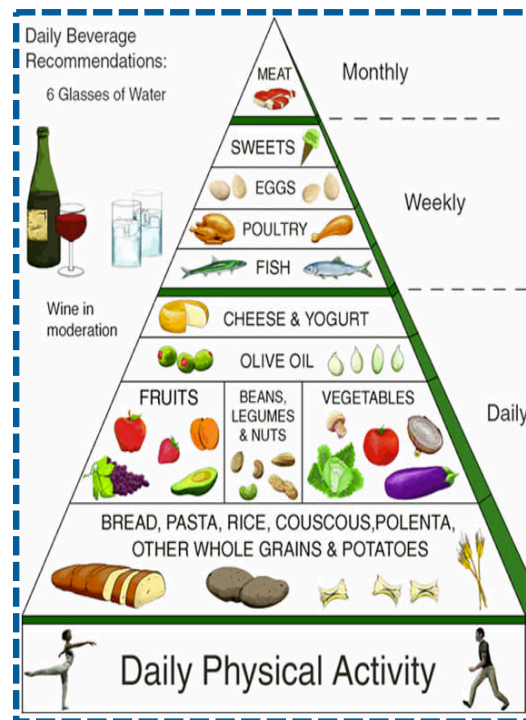 Daily Beverage
Recommendations:
6 Glasses of Water
Wine in
moderation
MEAT
Monthly
SWEETS
EGGS
POULTRY
FISH
Weekly
CHEESE & YOGURT
OLIVE OIL
FRUITS
BEANS,
LEGUMES
& NUTS
VEGETABLES
Daily
BREAD, PASTA, RICE, COUSCOUS,POLENTA,
OTHER WHOLE GRAINS & POTATOES
Daily Physical Activity